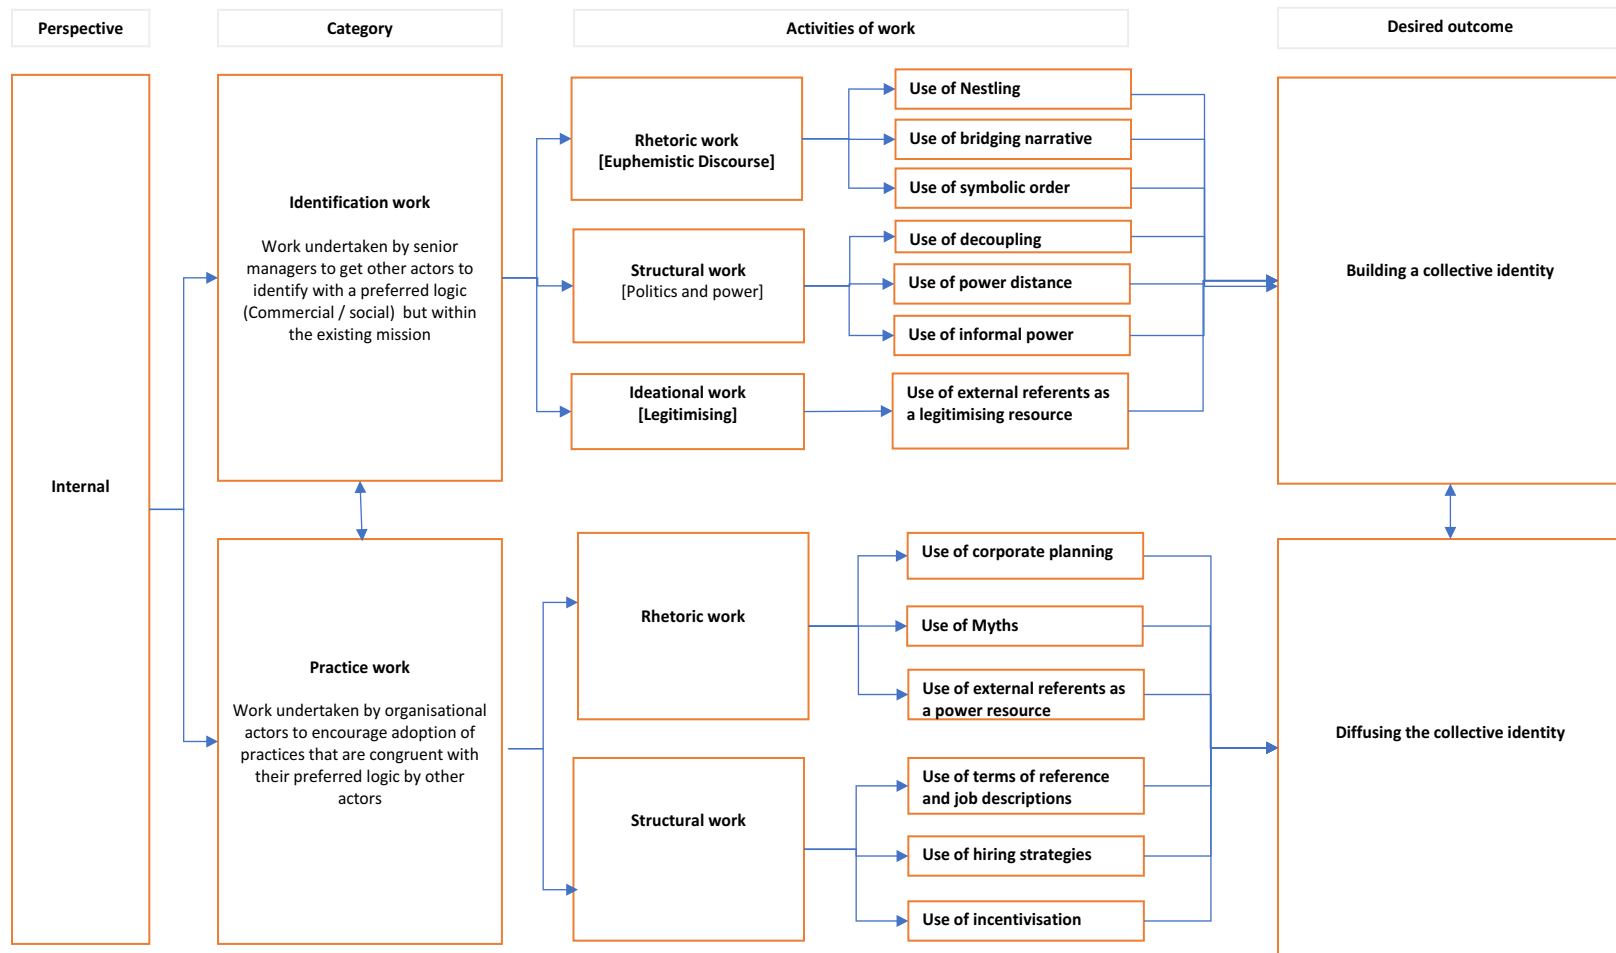 Perspective
Category
Activities of work
Desired outcome
Internal
Identification work
Work undertaken by senior
managers to get other actors to
identify with a preferred logic
(Commercial / social)  but within
the existing mission
Rhetoric work
[Euphemistic Discourse]
Use of Nestling
Use of bridging narrative
Use of symbolic order
Structural work
[Politics and power]
Use of decoupling
Use of power distance
Use of informal power
Ideational work
[Legitimising]
Use of external referents as
a legitimising resource
Building a collective identity
Practice work
Work undertaken by organisational
actors to encourage adoption of
practices that are congruent with
their preferred logic by other
actors
Rhetoric work
Use of corporate planning
Use of Myths
Use of external referents as
a power resource
Structural work
Use of terms of reference
and job descriptions
Use of hiring strategies
Use of incentivisation
Diffusing the collective identity